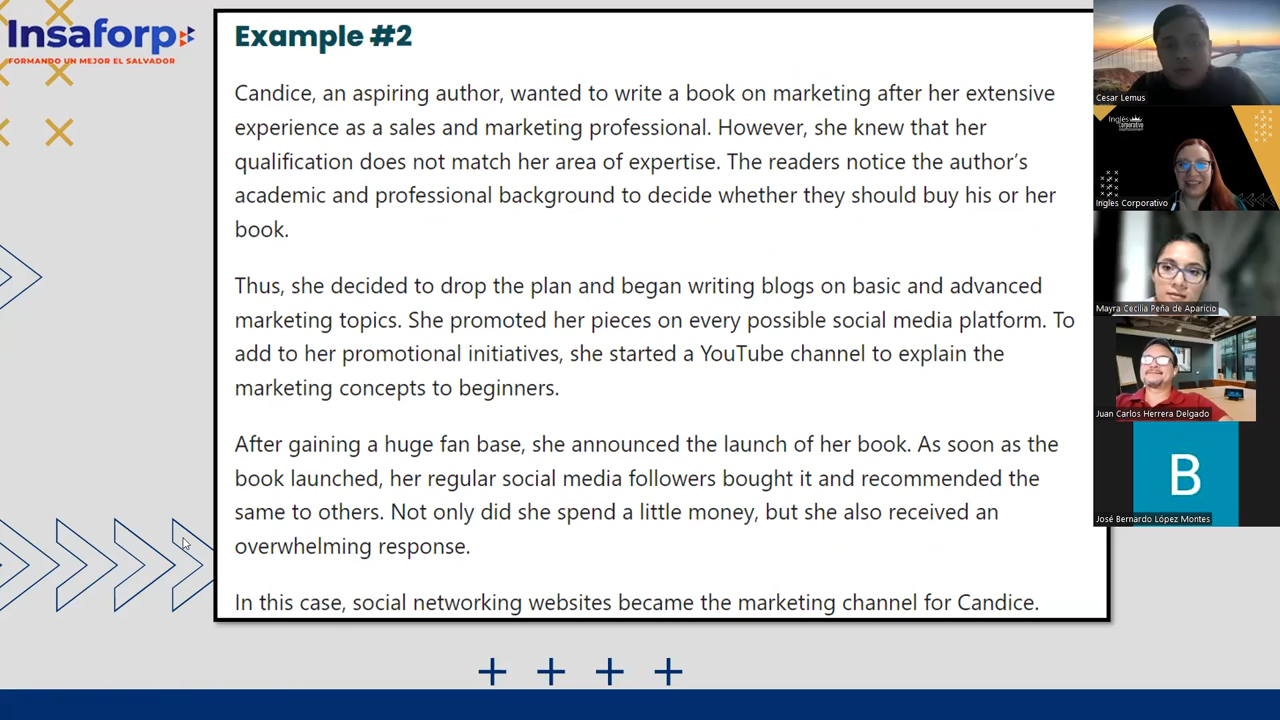 Insaforp
FORMANDO UN MEJOR EL SALVADOR
Example #2
Candice, an aspiring author, wanted to write a book on marketing after her extensive
experience as a sales and marketing professional. However, she knew that her
qualification does not match her area of expertise. The readers notice the author's
academic and professional background to decide whether they should buy his or her
book.
Thus, she decided to drop the plan and began writing blogs on basic and advanced
marketing topics. She promoted her pieces on every possible social media platform. To
add to her promotional initiatives, she started a YouTube channel to explain the
marketing concepts to beginners.
After gaining a huge fan base, she announced the launch of her book. As soon as the
book launched, her regular social media followers bought it and recommended the
same to others. Not only did she spend a little money, but she also received an
overwhelming response.
In this case, social networking websites became the marketing channel for Candice.
Cesar Lemus
Inglés
Corporativo
Ingles Corporativo
Mayra Cecilia Peña de Aparicio
Juan Carlos Herrera Delgado
B
José Bernardo López Montes